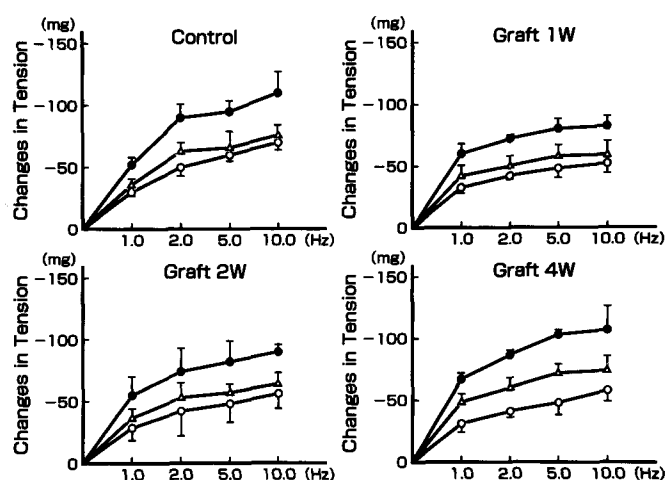 (mg)
-150
Control
-100
-50
0
Changes in Tension
1.0 2.0 5.0 10.0 (Hz)
(mg)
-150
Graft 1W
-100
-50
0
Changes in Tension
1.0 2.0 5.0 10.0 (Hz)
(mg)
-150
Graft 2W
-100
-50
0
Changes in Tension
1.0 2.0 5.0 10.0 (Hz)
(mg)
-150
Graft 4W
-100
-50
0
Changes in Tension
1.0 2.0 5.0 10.0 (Hz)